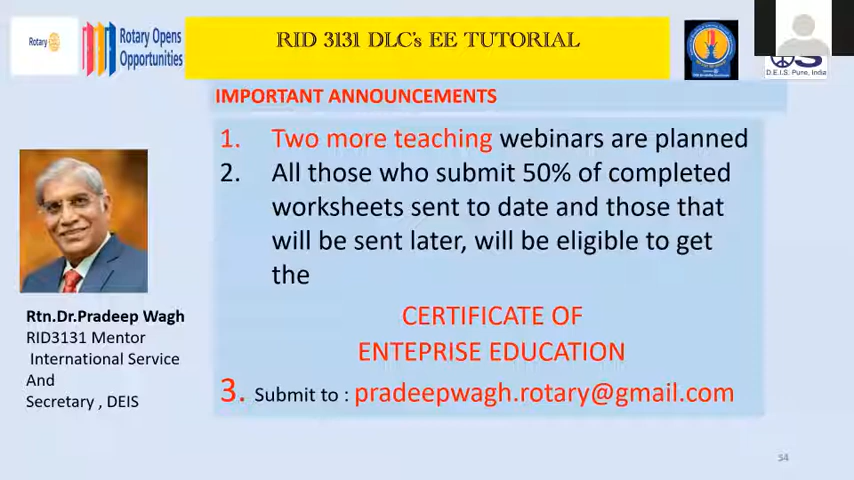 Rotary
Rotary Opens
Opportunities
RID 3131 DLC's EE TUTORIAL
D.E.I.S. Pune, India
IMPORTANT ANNOUNCEMENTS
1. Two more teaching webinars are planned
2. All those who submit 50% of completed
worksheets sent to date and those that
will be sent later, will be eligible to get
the
CERTIFICATE OF
ENTEPRISE EDUCATION
3. Submit to : pradeepwagh.rotary@gmail.com
Rtn.Dr.Pradeep Wagh
RID3131 Mentor
International Service
And
Secretary , DEIS
54